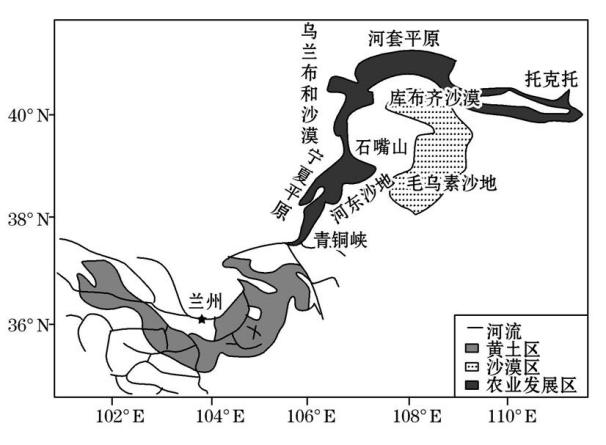 乌兰布和沙漠
河套平原
托克托
库布齐沙漠
40° N
石嘴山
宁夏平原
河东沙地
毛乌素沙地
38° N
青铜峡
兰州
36° N
河流
黄土区
沙漠区
农业发展区
102° E
104° E
106° E
108° E
110° E